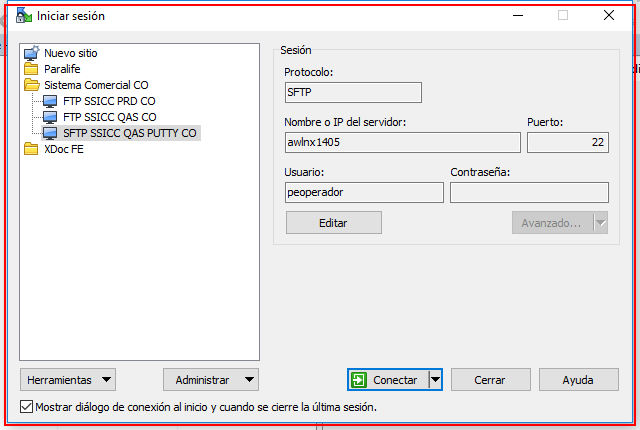 Iniciar sesión
Nuevo sitio
Paralife
Sistema Comercial CO
FTP SSICC PRD CO
FTP SSICC QAS CO
SFTP SSICC QAS PUTTY CO
XDoc FE
Sesión
Protocolo:
SFTP
Nombre o IP del servidor: Puerto:
awlnx1405 22
Usuario: Contraseña:
peoperador
Editar Avanzado...
Herramientas Administrar Conectar Cerrar Ayuda
Mostrar diálogo de conexión al inicio y cuando se cierre la última sesión.